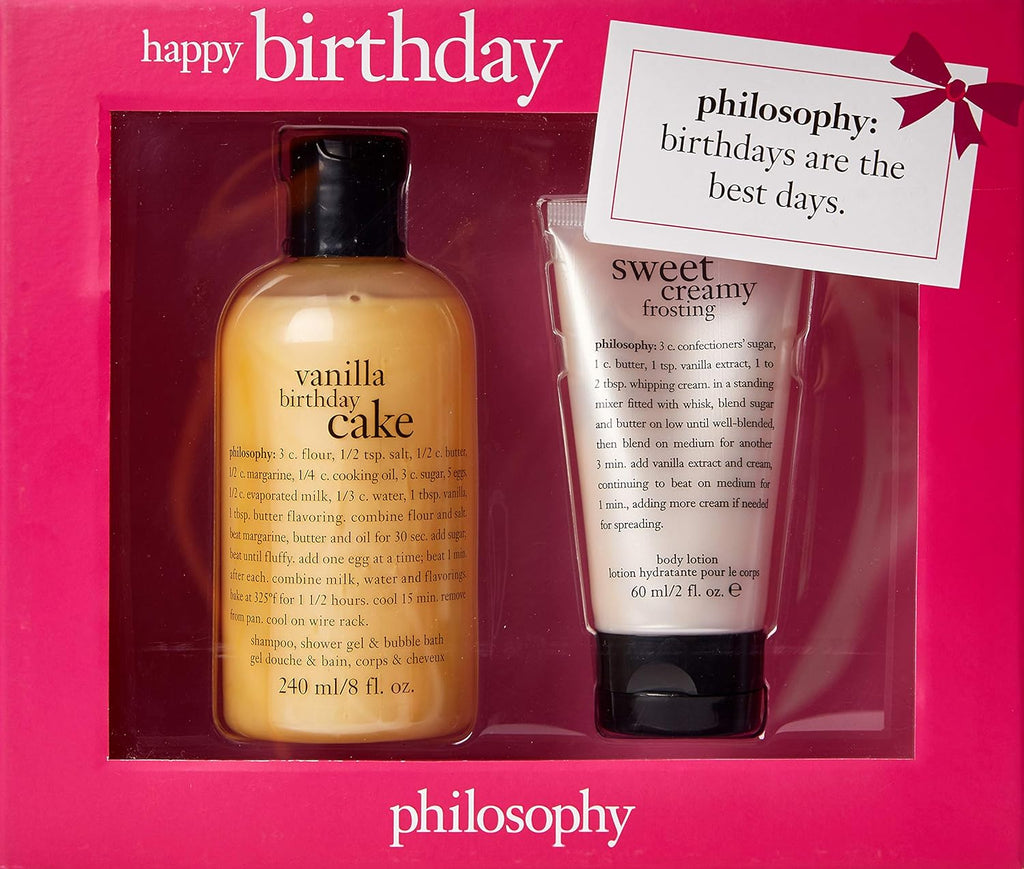 happy birthday
philosophy:
birthdays are the
best days.
vanilla
birthday
cake
philosophy: 3 c. flour, 1/2 tsp. salt, 1/2 c. butter,
1/2 c. margarine, 1/4 c. cooking oil, 3 c. sugar, 5 eggs,
1/2 c. evaporated milk, 1/3 c. water, 1 tbsp. vanilla,
1 tbsp. butter flavoring. combine flour and salt.
beat margarine, butter and oil for 30 sec. add sugar,
beat until fluffy. add one egg at a time; beat 1 min.
after each. combine milk, water and flavorings.
bake at 325°f for 1 1/2 hours. cool 15 min. remove
from pan. cool on wire rack.
shampoo, shower gel & bubble bath
gel douche & bain, corps & cheveux
240 ml/8 fl. oz.
sweet
creamy
frosting
philosophy: 3 c. confectioners' sugar,
1 c. butter, 1 tsp. vanilla extract, 1 to
2 tbsp. whipping cream. in a standing
mixer fitted with whisk, blend sugar
and butter on low until well-blended,
then blend on medium for another
3 min. add vanilla extract and cream,
continuing to beat on medium for
1 min., adding more cream if needed
for spreading.
body lotion
lotion hydratante pour le corps
60 ml/2 fl. oz. ℮
philosophy